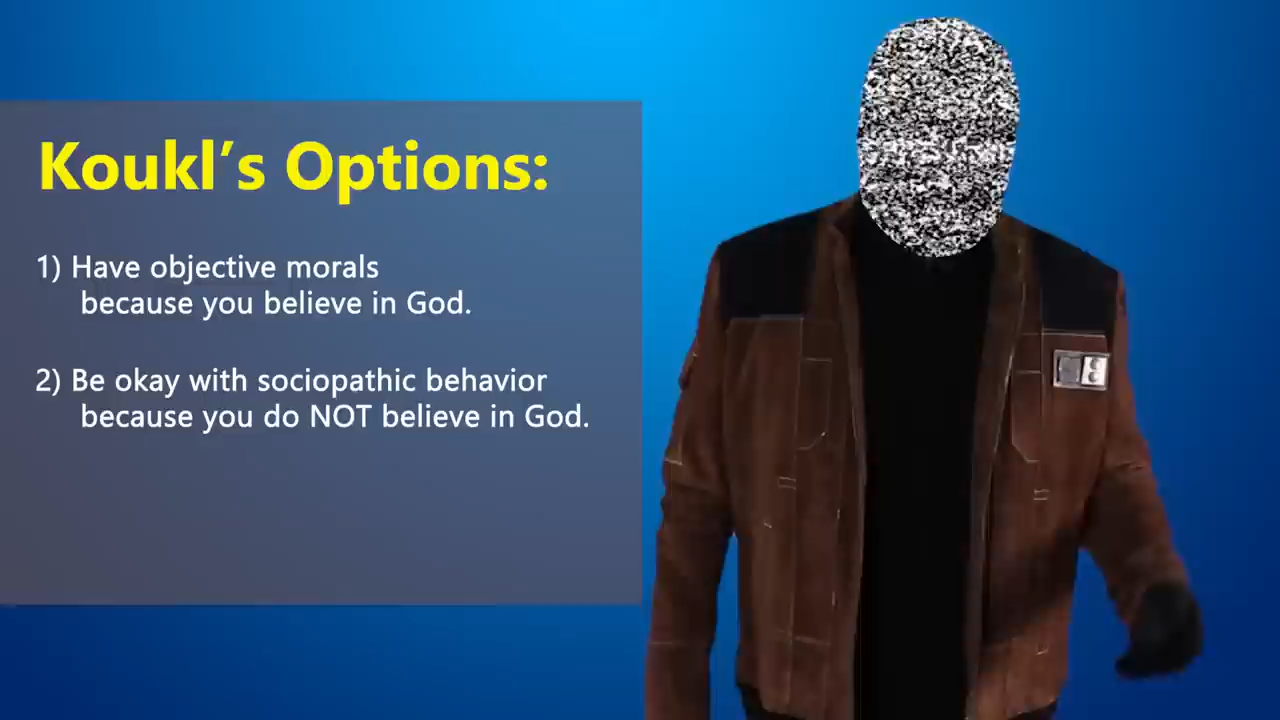 Koukl’s Options:
1) Have objective morals
because you believe in God.
2) Be okay with sociopathic behavior
because you do NOT believe in God.